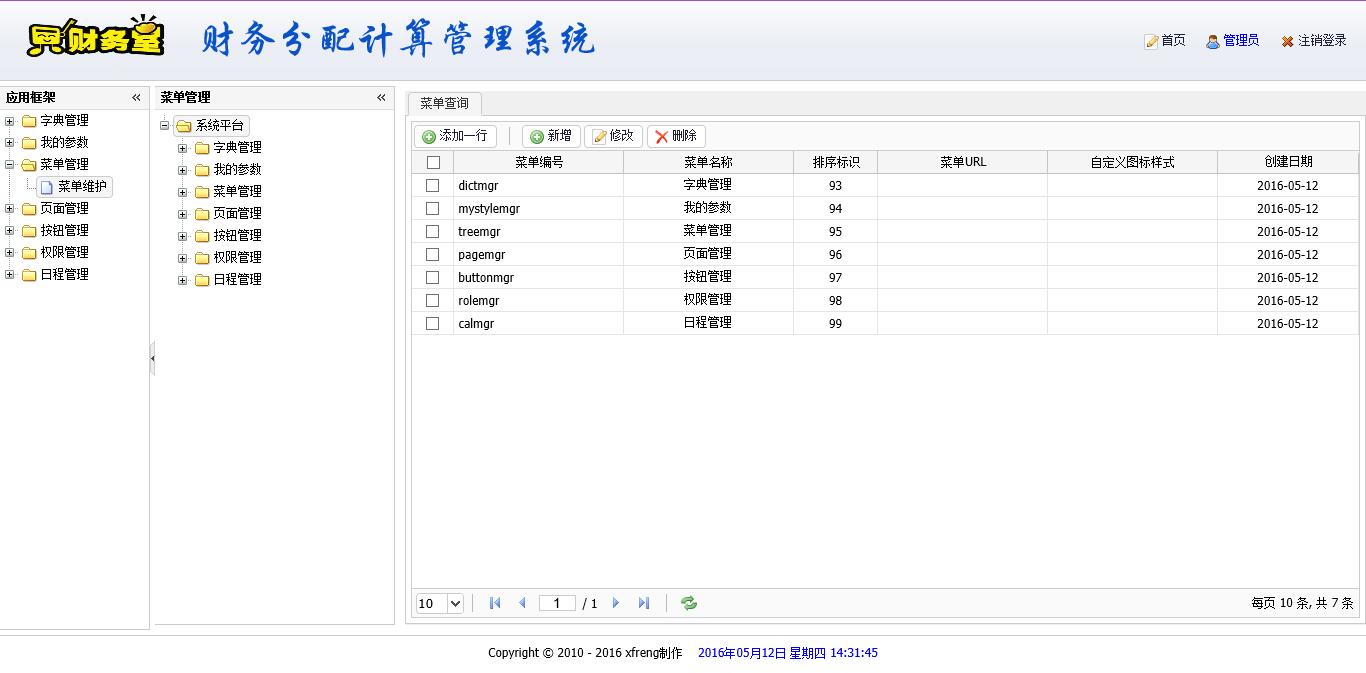 贝财务堂 财务分配计算管理系统 首页 管理员 注销登录
应用框架
字典管理
我的参数
菜单管理
菜单维护
页面管理
按钮管理
权限管理
日程管理
菜单管理
系统平台
字典管理
我的参数
菜单管理
页面管理
按钮管理
权限管理
日程管理
菜单查询
添加一行 新增 修改 删除
菜单编号 菜单名称 排序标识 菜单URL 自定义图标样式 创建日期
dictmgr 字典管理 93 2016-05-12
mystylemgr 我的参数 94 2016-05-12
treemgr 菜单管理 95 2016-05-12
pagemgr 页面管理 96 2016-05-12
buttonmgr 按钮管理 97 2016-05-12
rolemgr 权限管理 98 2016-05-12
calmgr 日程管理 99 2016-05-12
10 1 / 1 每页 10 条, 共 7 条
Copyright © 2010 - 2016 xfreng制作 2016年05月12日 星期四 14:31:45